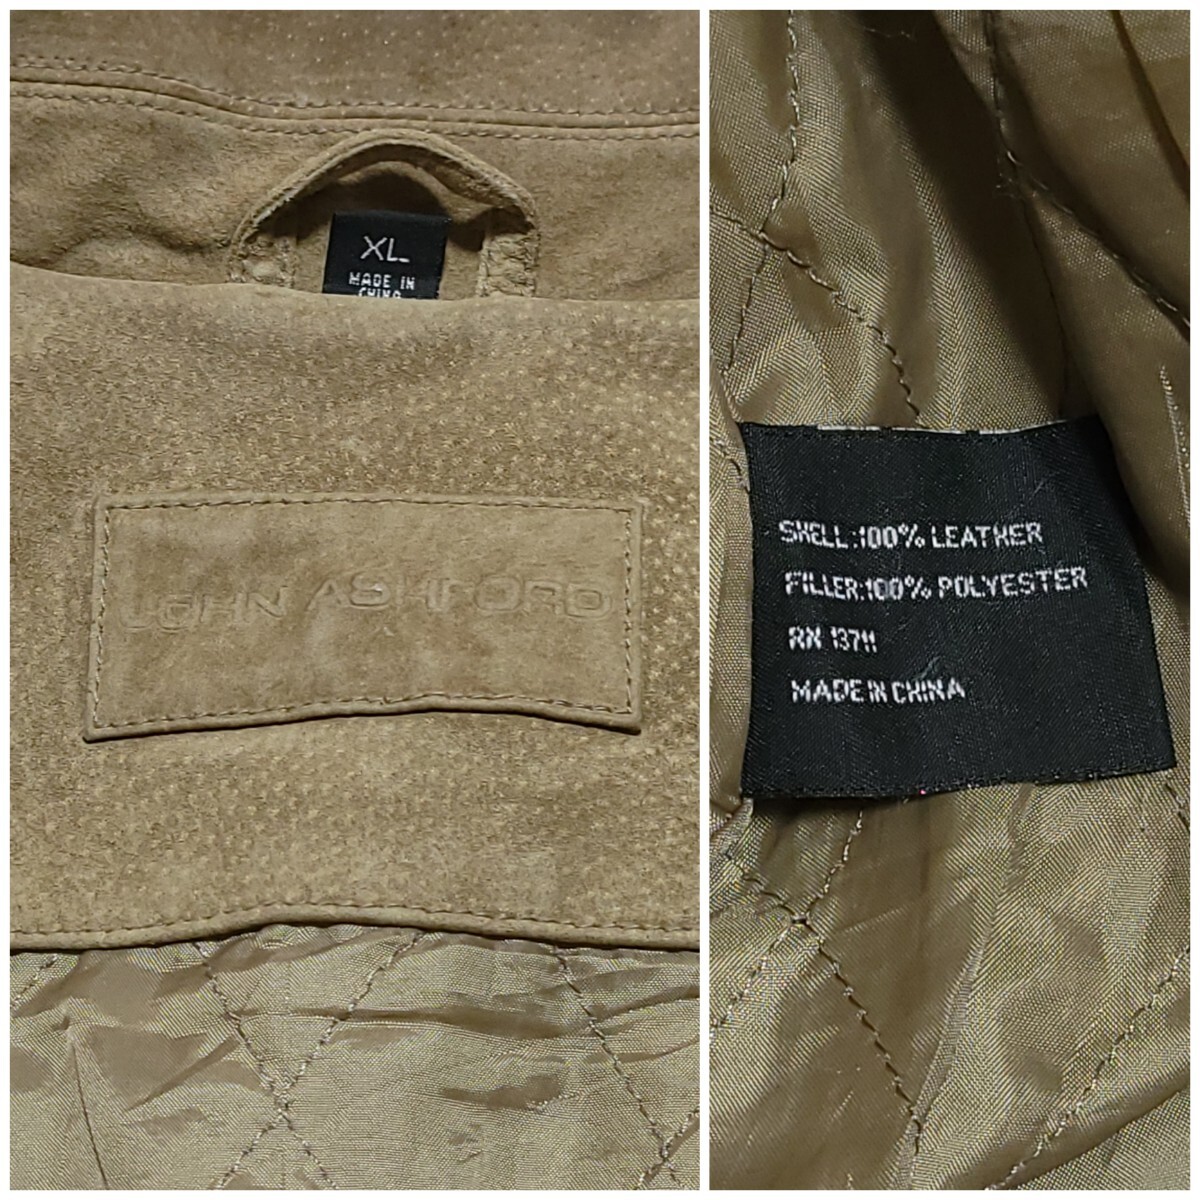 XL
MADE IN
CHINA
JOHN ASHFORD
SHELL:100% LEATHER
FILLER:100% POLYESTER
RN 13711
MADE IN CHINA